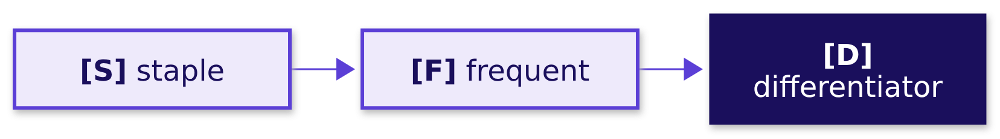 [S] staple
[F] frequent
[D]
differentiator